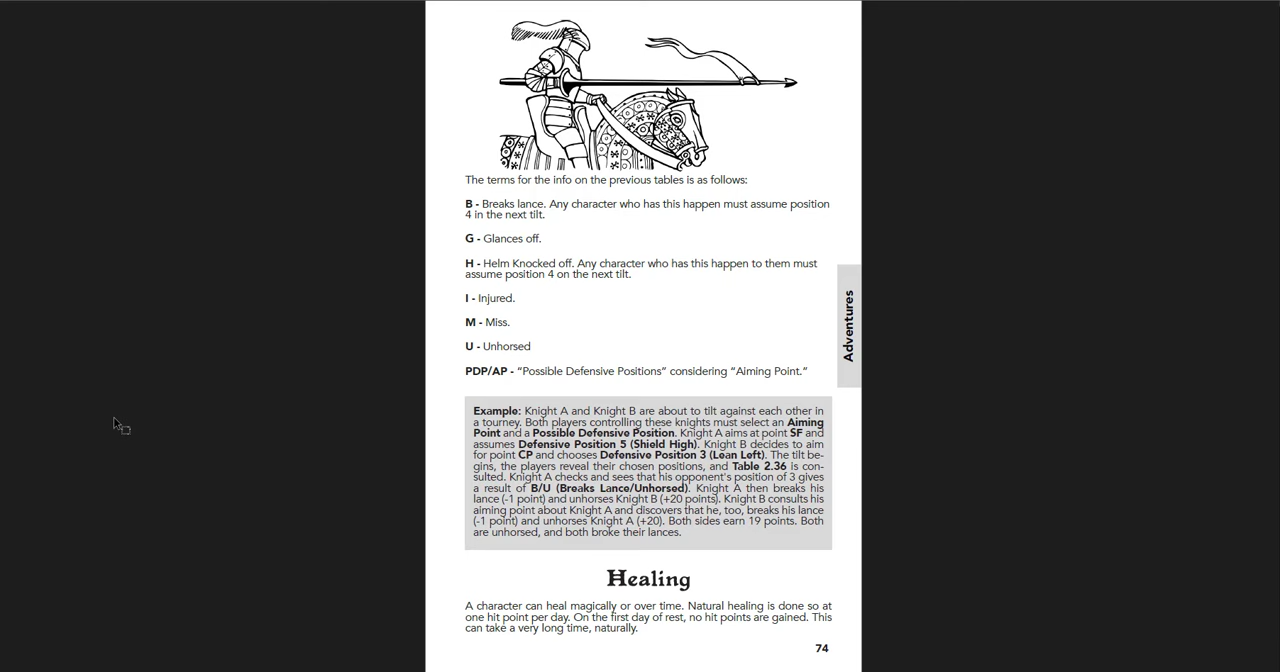 The terms for the info on the previous tables is as follows:
B - Breaks lance. Any character who has this happen must assume position
4 in the next tilt.
G - Glances off.
H - Helm Knocked off. Any character who has this happen to them must
assume position 4 on the next tilt.
I - Injured.
M - Miss.
U - Unhorsed
PDP/AP - “Possible Defensive Positions” considering “Aiming Point.”
Adventures
Example: Knight A and Knight B are about to tilt against each other in
a tourney. Both players controlling these knights must select an Aiming
Point and a Possible Defensive Position. Knight A aims at point SF and
assumes Defensive Position 5 (Shield High). Knight B decides to aim
for point CP and chooses Defensive Position 3 (Lean Left). The tilt be-
gins, the players reveal their chosen positions, and Table 2.36 is con-
sulted. Knight A checks and sees that his opponent's position of 3 gives
a result of B/U (Breaks Lance/Unhorsed). Knight A then breaks his
lance (-1 point) and unhorses Knight B (+20 points). Knight B consults his
aiming point about Knight A and discovers that he, too, breaks his lance
(-1 point) and unhorses Knight A (+20). Both sides earn 19 points. Both
are unhorsed, and both broke their lances.
Healing
A character can heal magically or over time. Natural healing is done so at
one hit point per day. On the first day of rest, no hit points are gained. This
can take a very long time, naturally.
74